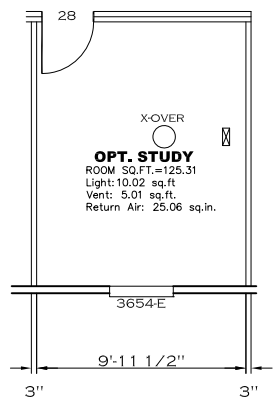 28
X-OVER
OPT. STUDY
ROOM SQ.FT.=125.31
Light: 10.02 sq.ft
Vent: 5.01 sq.ft.
Return Air: 25.06 sq.in.
3654-E
9'-11 1/2"
3" 3"